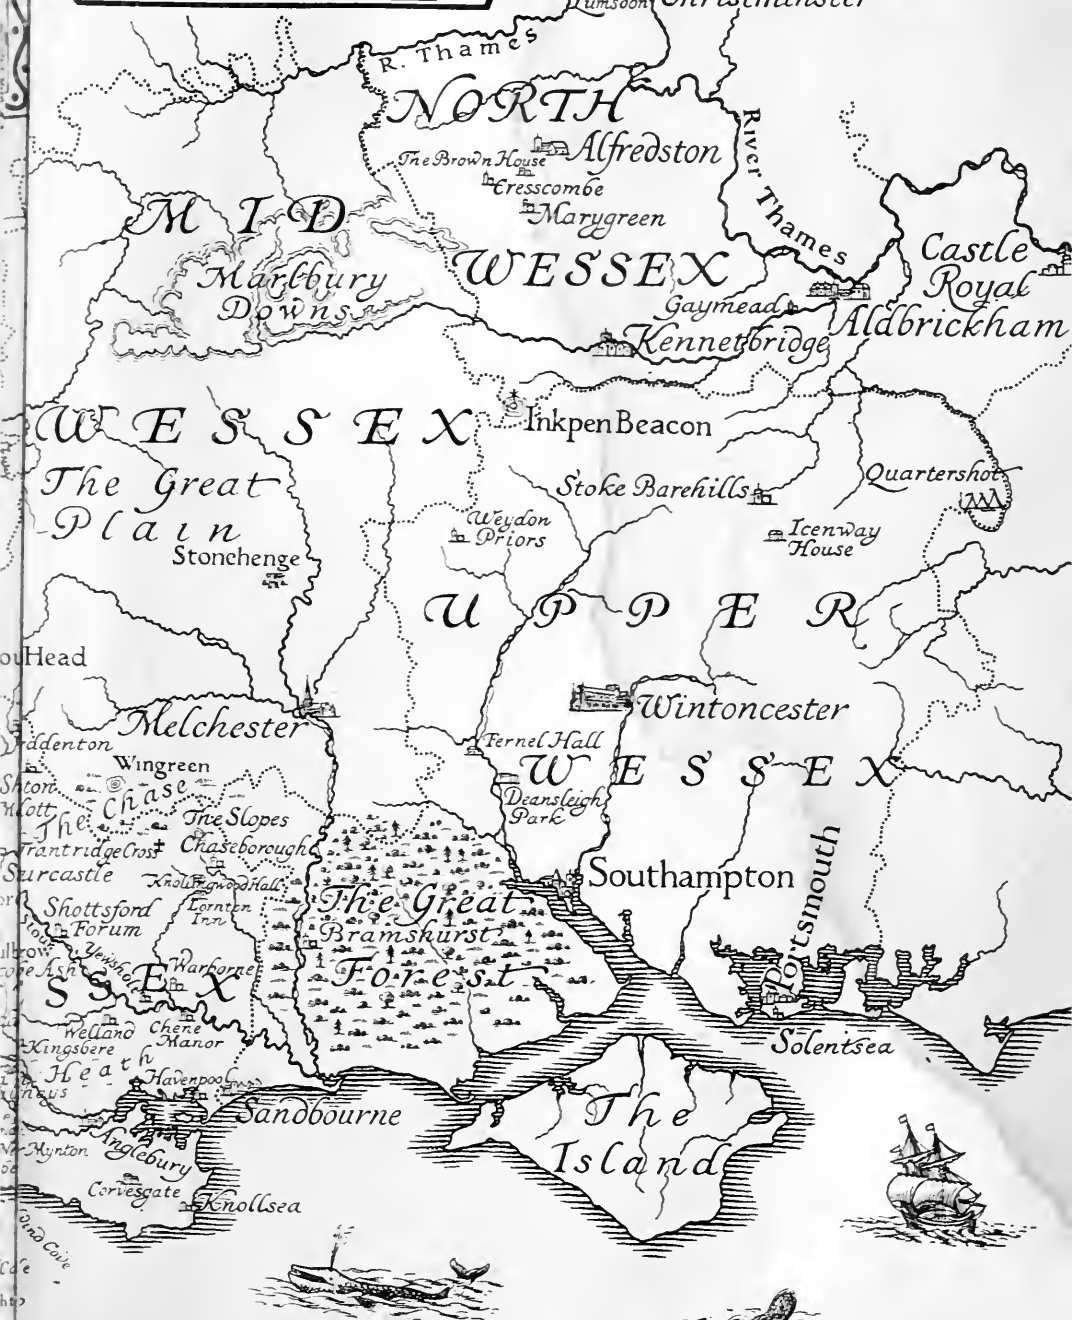 Christminster
R. Thames
NORTH
Alfredston
The Brown House
Cresscombe
Marygreen
River Thames
MID
WESSEX
Marlbury
Downs
Castle
Royal
Gaymead
Aldbrickham
Kennetbridge
WESSEX
Inkpen Beacon
The Great
Plain
Stoke Barehills
Quartershot
Weydon
Priors
Icenway
House
Stonehenge
UPPER
Head
Melchester
Wintoncester
Wingreen
Fernel Hall
WESSEX
The Chase
Deansleigh
Park
The Slopes
Trantridge Cross
Chaseborough
Southampton
Portsmouth
Knollingwood Hall
The Great
Shottsford
Forum
Lornton
Inn
Bramshurst
Warborne
Forest
SSEX
Welland
Chene
Manor
Kingsbere
Heath
Solentsea
Havenpool
Sandbourne
The
Island
Mynton
Anglebury
Corvesgate
Knollsea